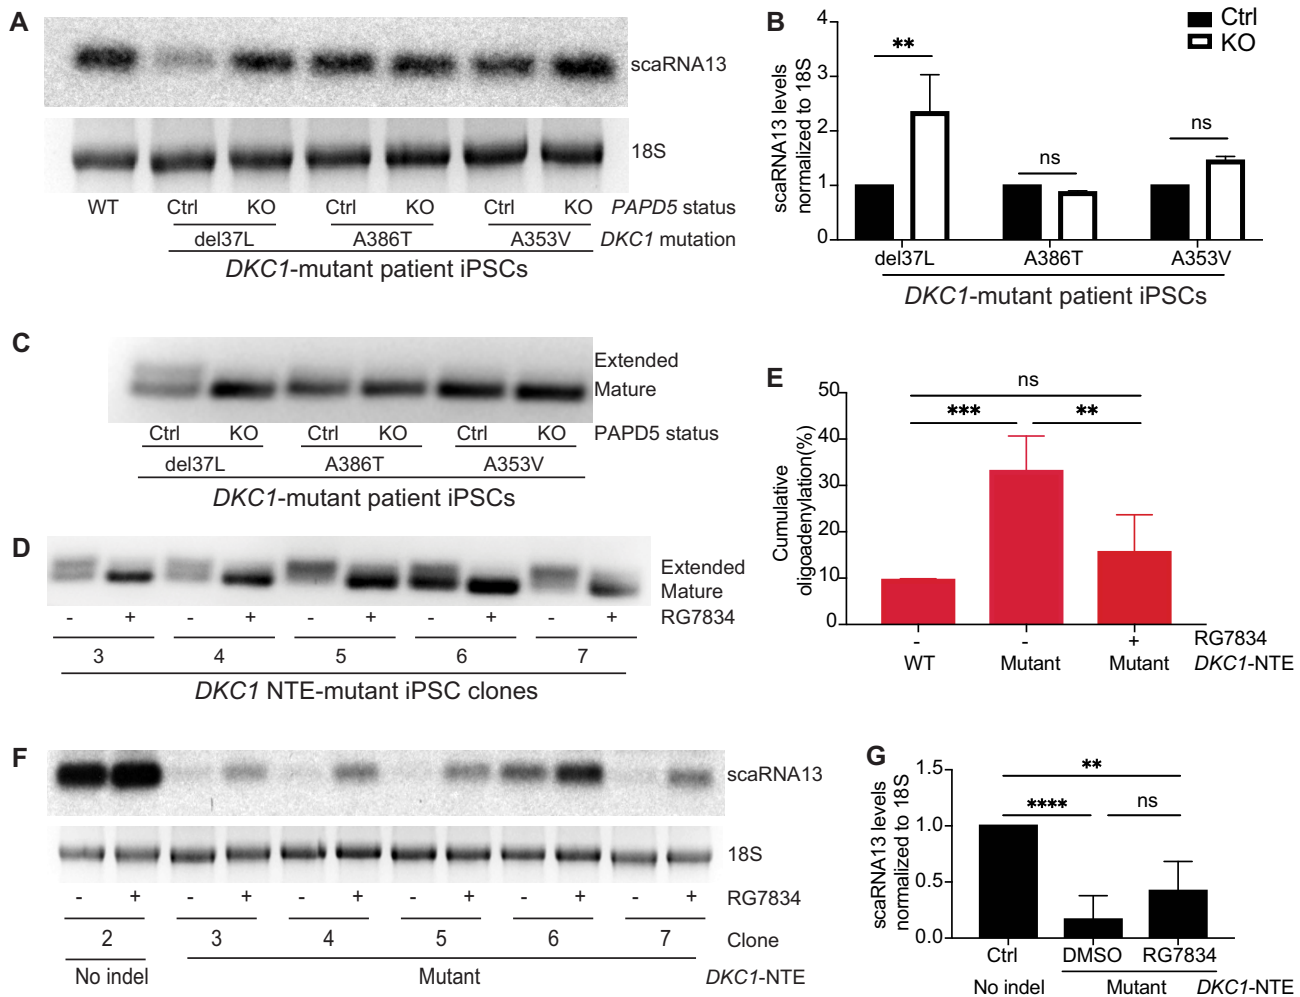 A
scaRNA13
18S
WT Ctrl KO Ctrl KO Ctrl KO PAPD5 status
del37L A386T A353V DKC1 mutation
DKC1-mutant patient iPSCs
B
Ctrl
KO
scaRNA13 levels
normalized to 18S
4
3
2
1
0
**
ns
ns
del37L A386T A353V
DKC1-mutant patient iPSCs
C
Extended
Mature
Ctrl KO Ctrl KO Ctrl KO PAPD5 status
del37L A386T A353V
DKC1-mutant patient iPSCs
D
Extended
Mature
- + - + - + - + - + RG7834
3 4 5 6 7
DKC1 NTE-mutant iPSC clones
E
Cumulative
oligoadenylation(%)
50
40
30
20
10
0
ns
*** **
- - + RG7834
WT Mutant Mutant DKC1-NTE
F
scaRNA13
18S
- + - + - + - + - + - + RG7834
2 3 4 5 6 7 Clone
No indel Mutant DKC1-NTE
G
scaRNA13 levels
normalized to 18S
1.5
1.0
0.5
0.0
**
**** ns
Ctrl DMSO RG7834
No indel Mutant DKC1-NTE